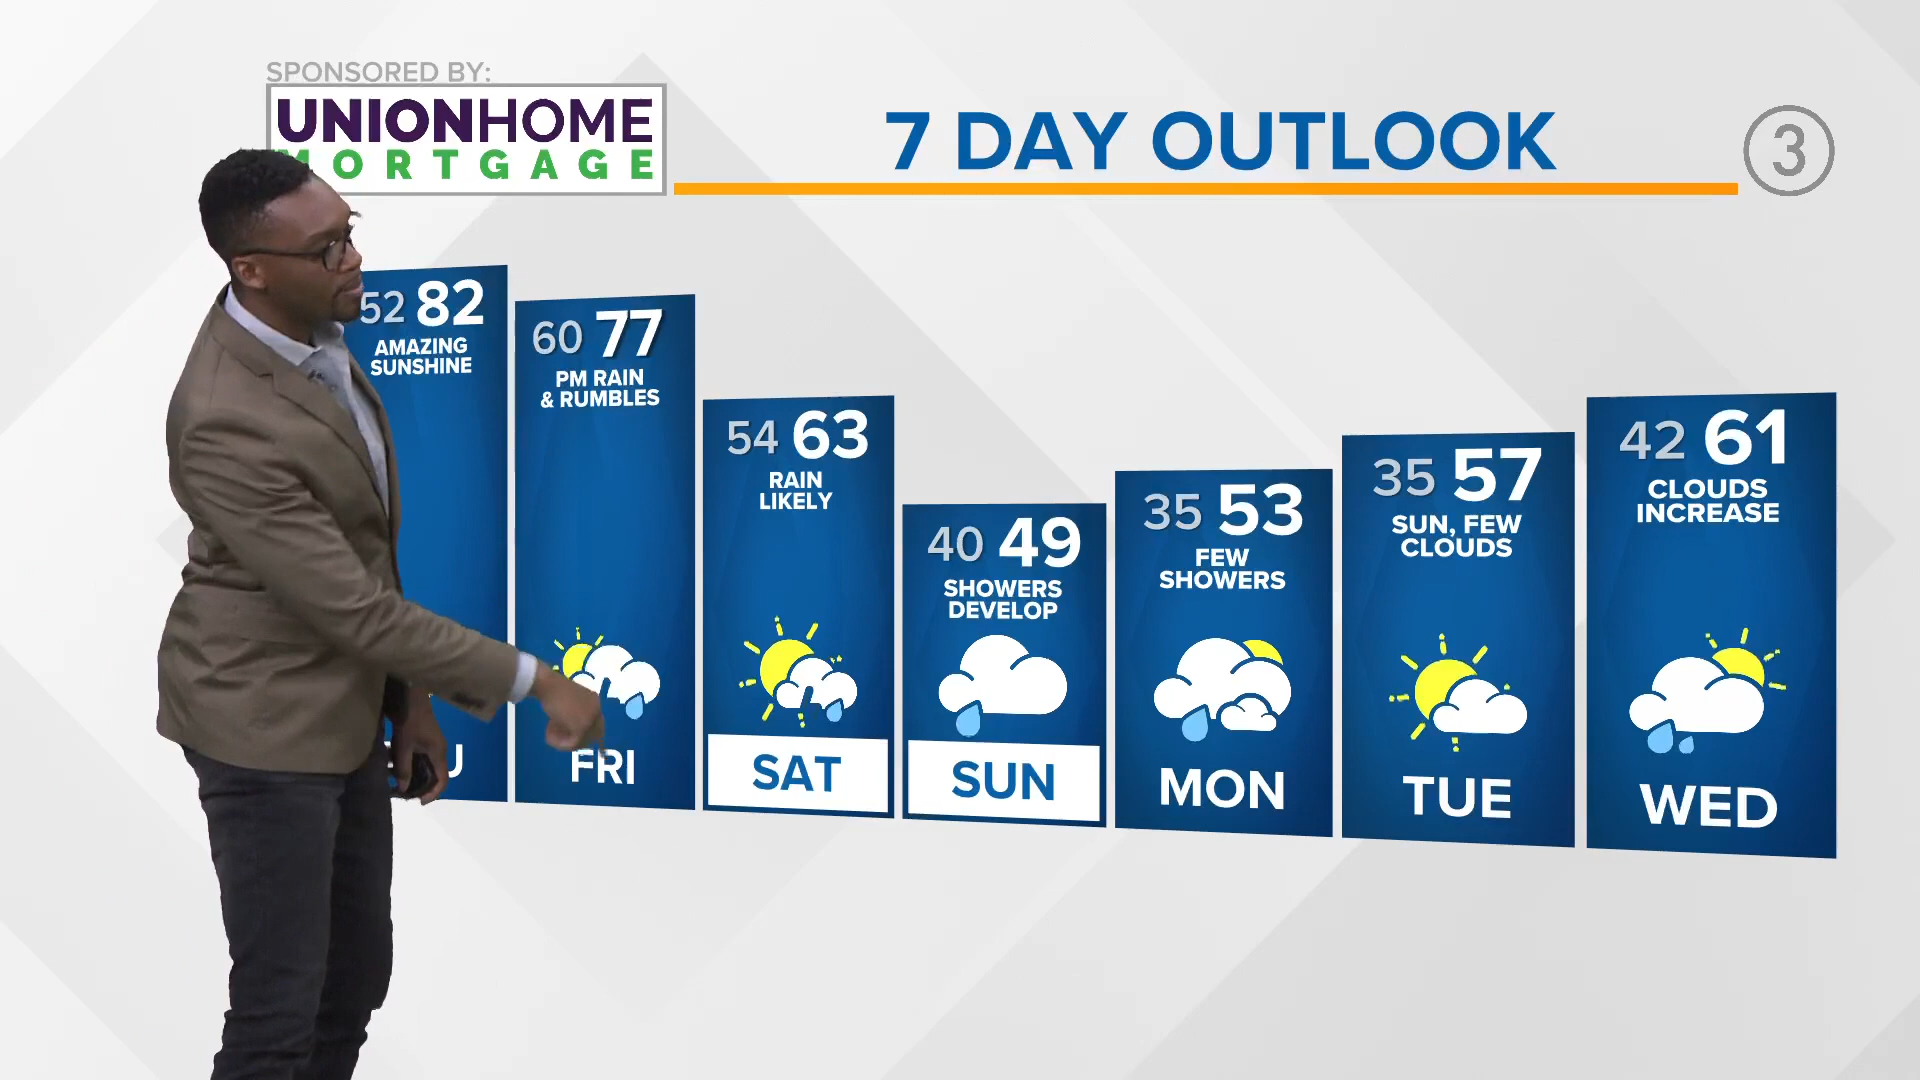 SPONSORED BY:
UNIONHOME
MORTGAGE
7 DAY OUTLOOK
3
52 82
AMAZING
SUNSHINE
60 77
PM RAIN
& RUMBLES
FRI
54 63
RAIN
LIKELY
SAT
40 49
SHOWERS
DEVELOP
SUN
35 53
FEW
SHOWERS
MON
35 57
SUN, FEW
CLOUDS
TUE
42 61
CLOUDS
INCREASE
WED